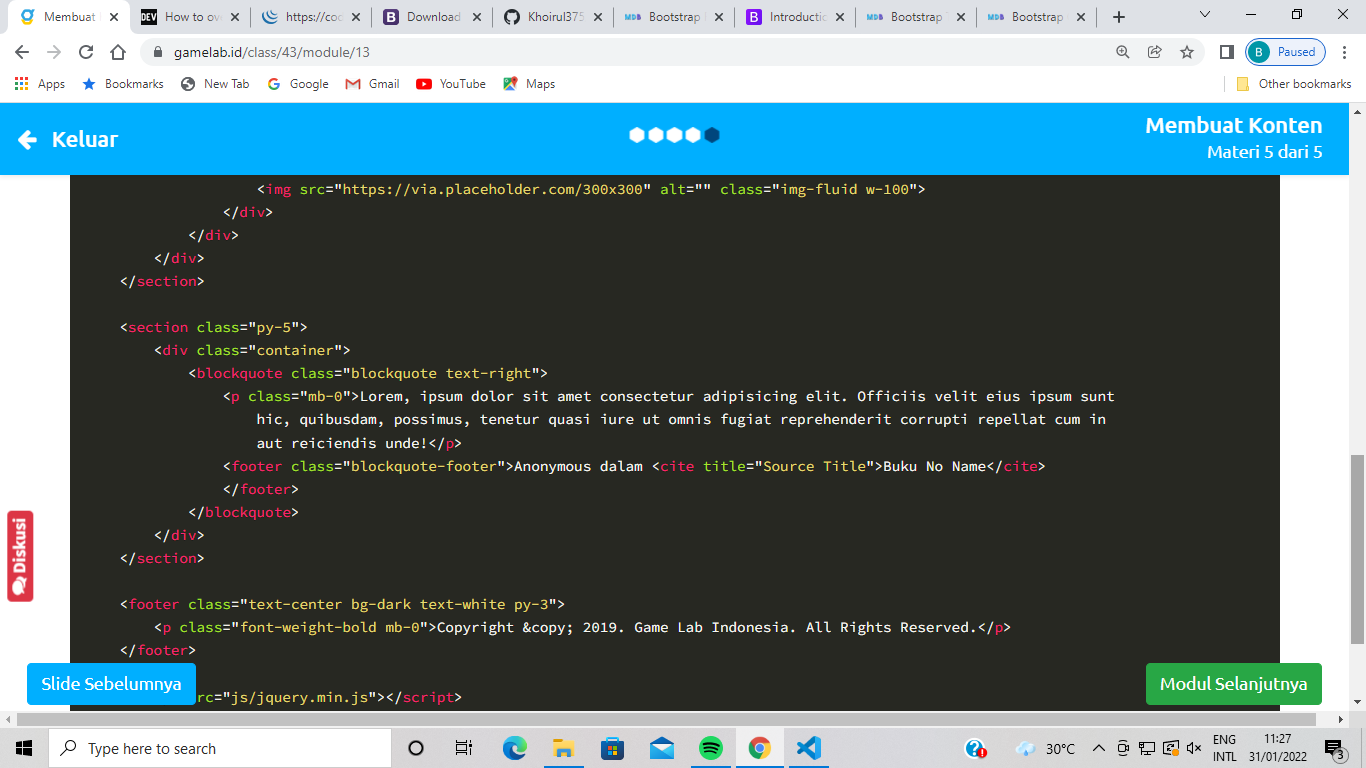 Membuat
How to ov
https://coc
Download
Khoirul375
Bootstrap
Introductio
Bootstrap
Bootstrap
gamelab.id/class/43/module/13
B Paused
Apps Bookmarks New Tab Google Gmail YouTube Maps Other bookmarks
Keluar
Membuat Konten
Materi 5 dari 5
<img src="https://via.placeholder.com/300x300" alt="" class="img-fluid w-100">
</div>
</div>
</div>
</section>
<section class="py-5">
<div class="container">
<blockquote class="blockquote text-right">
<p class="mb-0">Lorem, ipsum dolor sit amet consectetur adipisicing elit. Officiis velit eius ipsum sunt
hic, quibusdam, possimus, tenetur quasi iure ut omnis fugiat reprehenderit corrupti repellat cum in
aut reiciendis unde!</p>
<footer class="blockquote-footer">Anonymous dalam <cite title="Source Title">Buku No Name</cite>
</footer>
</blockquote>
</div>
</section>
<footer class="text-center bg-dark text-white py-3">
<p class="font-weight-bold mb-0">Copyright &copy; 2019. Game Lab Indonesia. All Rights Reserved.</p>
</footer>
rc="js/jquery.min.js"></script>
Diskusi
Slide Sebelumnya
Modul Selanjutnya
Type here to search
30°C
ENG
INTL
11:27
31/01/2022
3